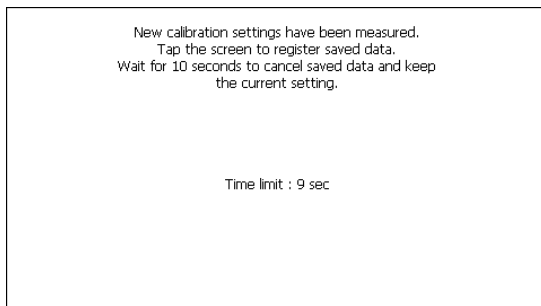 New calibration settings have been measured.
Tap the screen to register saved data.
Wait for 10 seconds to cancel saved data and keep
the current setting.
Time limit : 9 sec